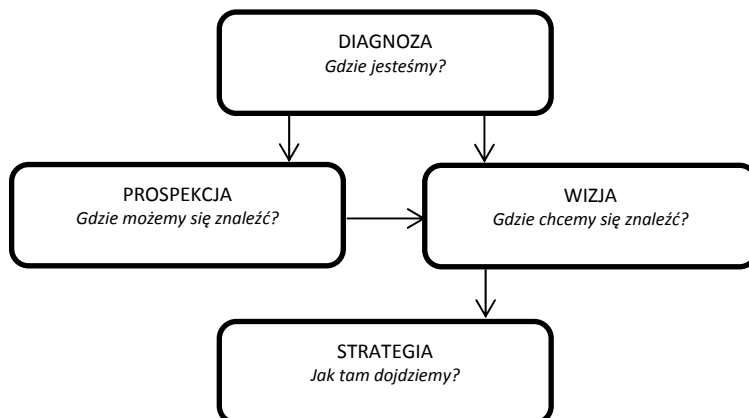 DIAGNOZA
Gdzie jesteśmy?
PROSPEKCJA
Gdzie możemy się znaleźć?
WIZJA
Gdzie chcemy się znaleźć?
STRATEGIA
Jak tam dojdziemy?